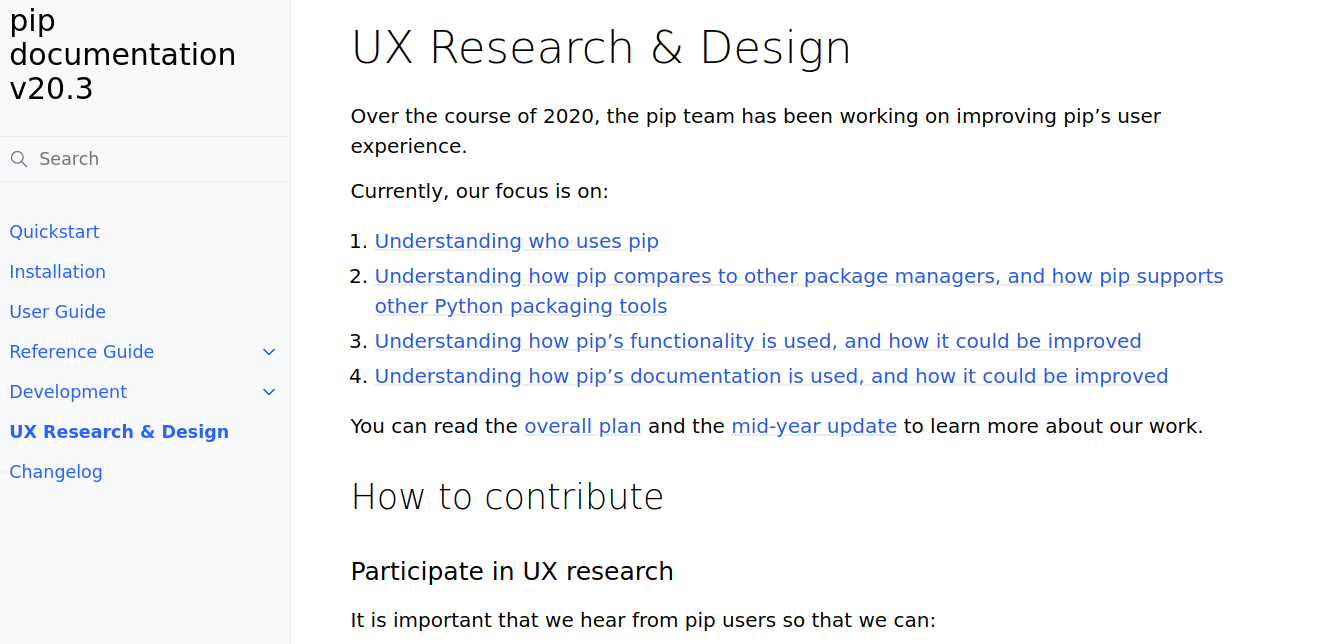 pip
documentation
v20.3
Search
Quickstart
Installation
User Guide
Reference Guide
Development
UX Research & Design
Changelog
UX Research & Design
Over the course of 2020, the pip team has been working on improving pip’s user
experience.
Currently, our focus is on:
1. Understanding who uses pip
2. Understanding how pip compares to other package managers, and how pip supports
other Python packaging tools
3. Understanding how pip’s functionality is used, and how it could be improved
4. Understanding how pip’s documentation is used, and how it could be improved
You can read the overall plan and the mid-year update to learn more about our work.
How to contribute
Participate in UX research
It is important that we hear from pip users so that we can: